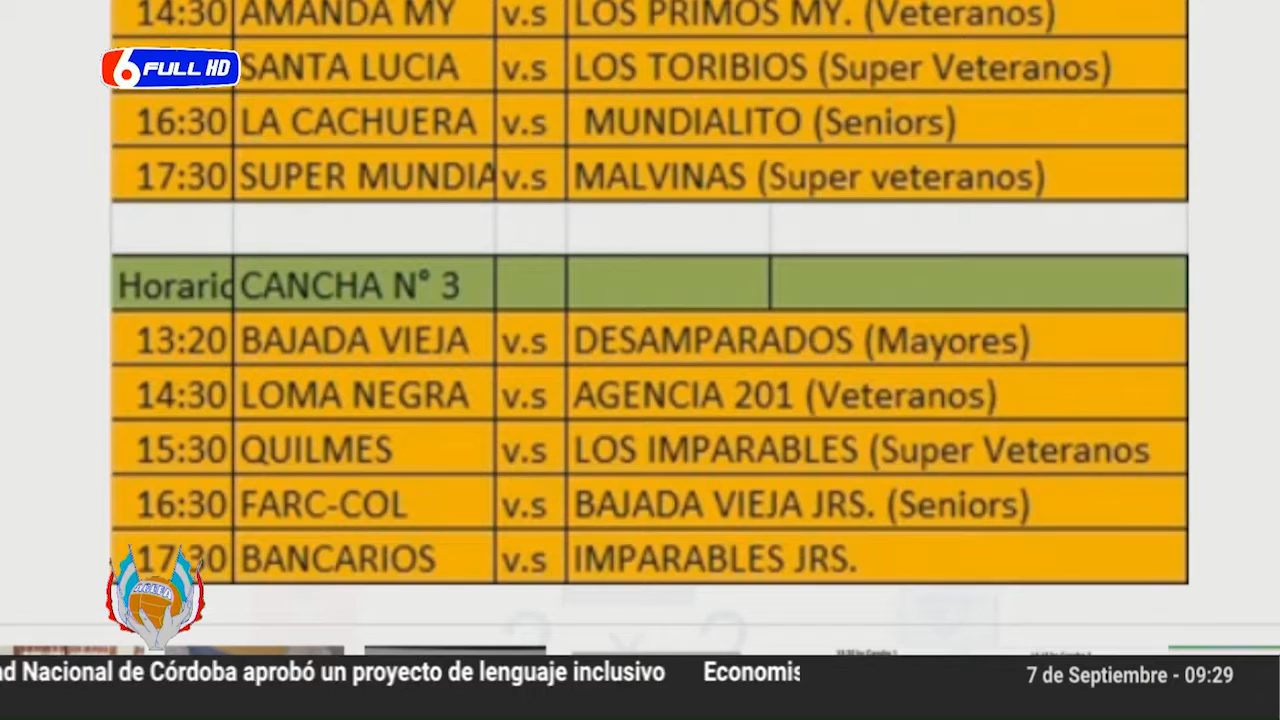 14:30 AMANDA MY v.s LOS PRIMOS MY. (Veteranos)
6 FULL HD
SANTA LUCIA v.s LOS TORIBIOS (Super Veteranos)
16:30 LA CACHUERA v.s MUNDIALITO (Seniors)
17:30 SUPER MUNDIA v.s MALVINAS (Super veteranos)
Horario CANCHA N° 3
13:20 BAJADA VIEJA v.s DESAMPARADOS (Mayores)
14:30 LOMA NEGRA v.s AGENCIA 201 (Veteranos)
15:30 QUILMES v.s LOS IMPARABLES (Super Veteranos
16:30 FARC-COL v.s BAJADA VIEJA JRS. (Seniors)
17:30 BANCARIOS v.s IMPARABLES JRS.
ad Nacional de Córdoba aprobó un proyecto de lenguaje inclusivo Economis
7 de Septiembre - 09:29